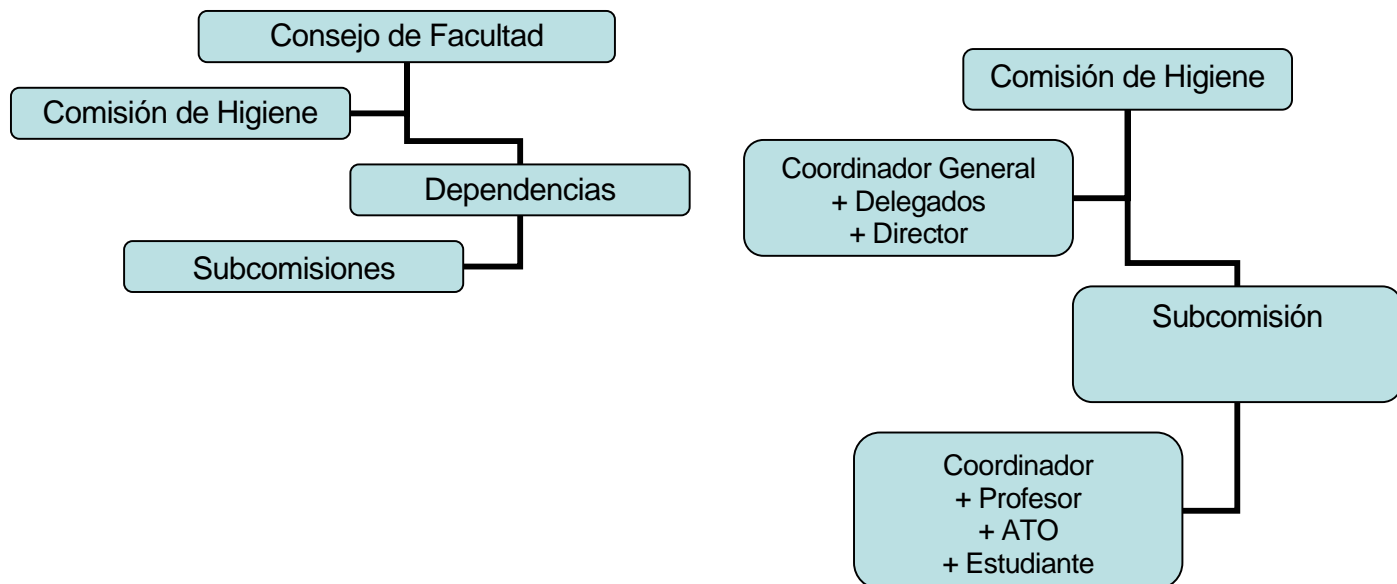 Consejo de Facultad
Comisión de Higiene
Dependencias
Subcomisiones
Comisión de Higiene
Coordinador General
+ Delegados
+ Director
Subcomisión
Coordinador
+ Profesor
+ ATO
+ Estudiante